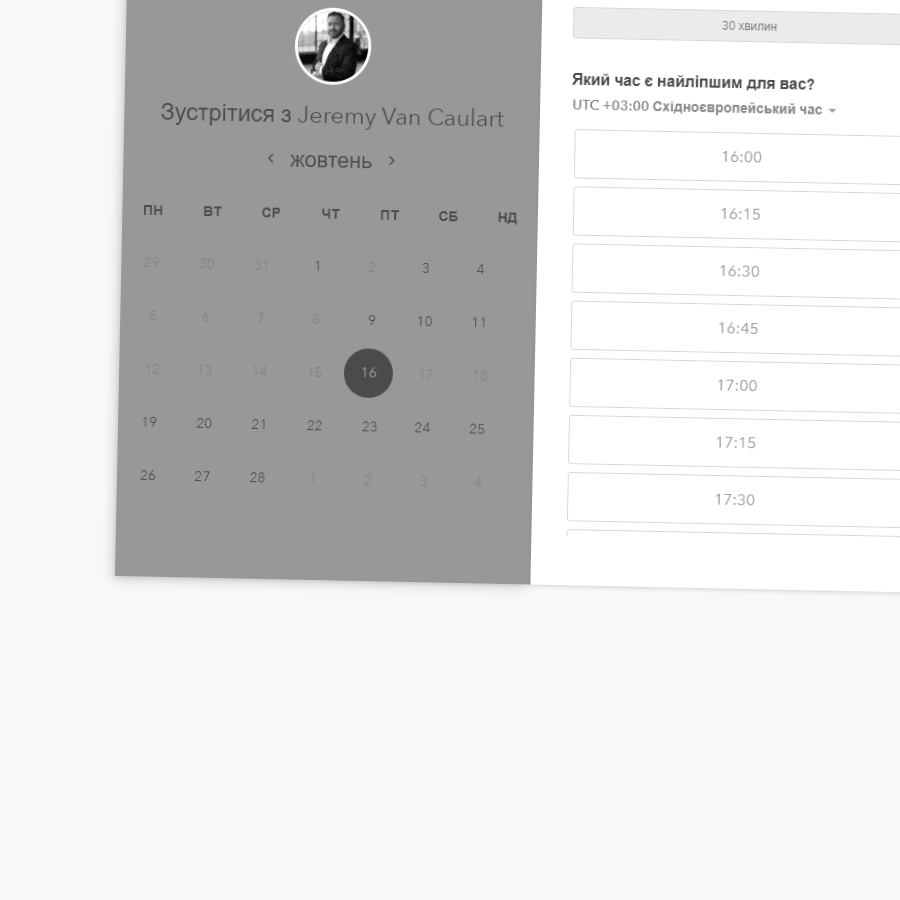 Зустрітися з Jeremy Van Caulart
жовтень
ПН ВТ СР ЧТ ПТ СБ НД
29 30 31 1 2 3 4
5 6 7 8 9 10 11
12 13 14 15 16 17 18
19 20 21 22 23 24 25
26 27 28 1 2 3 4
30 хвилин
Який час є найліпшим для вас?
UTC +03:00 Східноєвропейський час
16:00
16:15
16:30
16:45
17:00
17:15
17:30